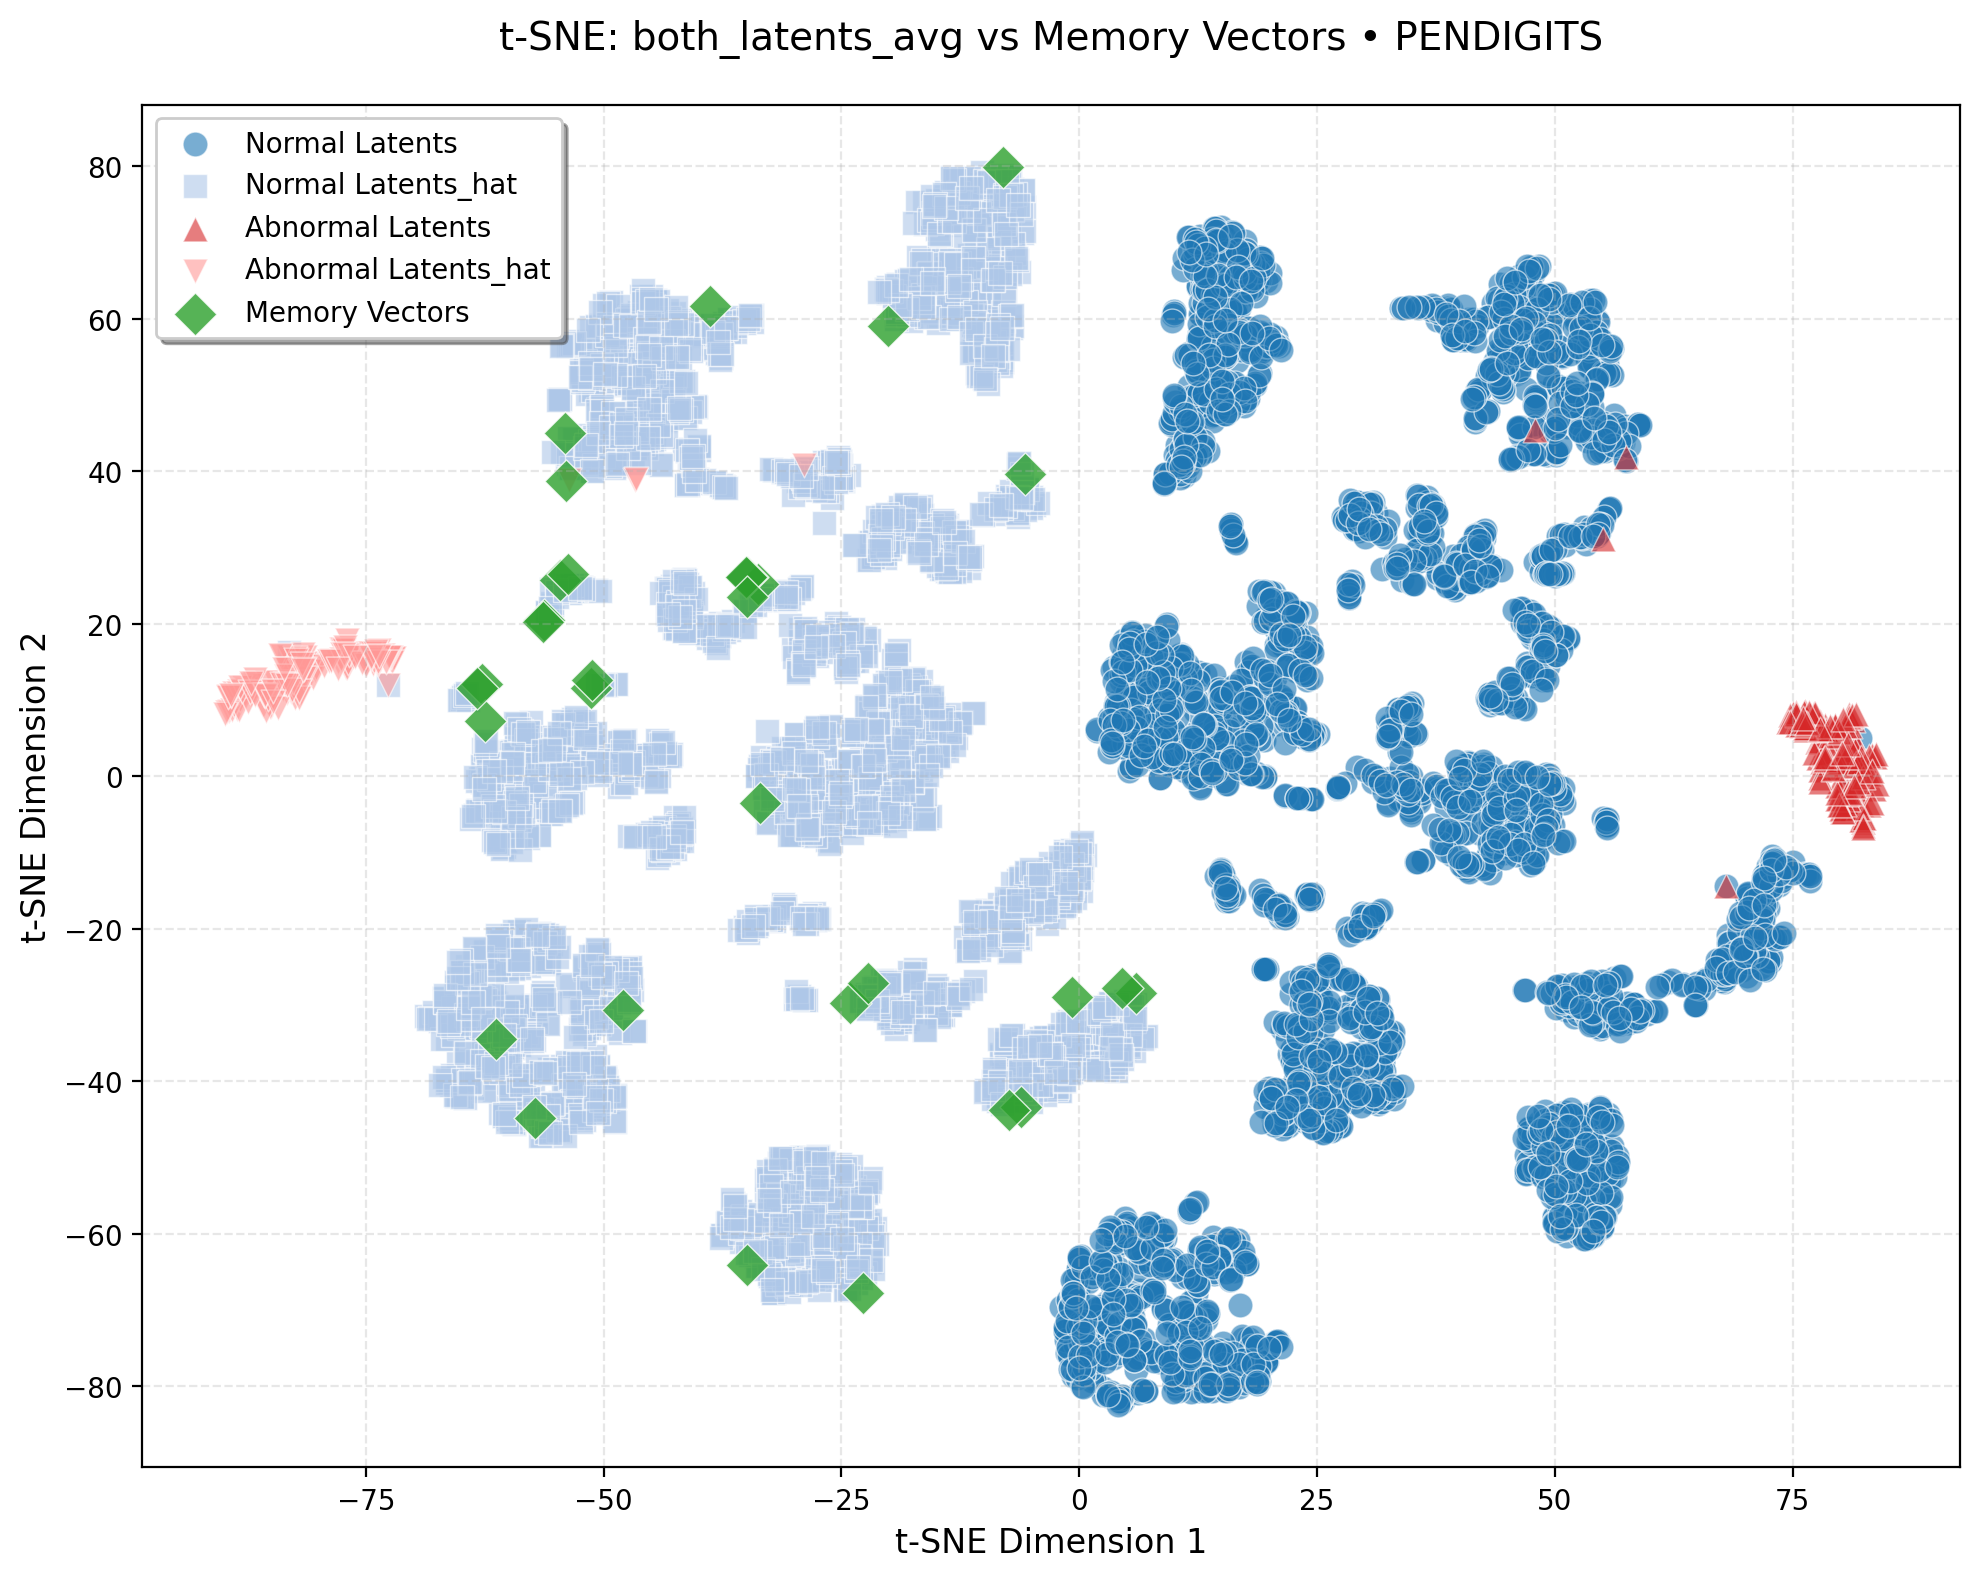 t-SNE: both_latents_avg vs Memory Vectors • PENDIGITS
Normal Latents
Normal Latents_hat
Abnormal Latents
Abnormal Latents_hat
Memory Vectors
80
60
40
20
0
−20
−40
−60
−80
t-SNE Dimension 2
−75
−50
−25
0
25
50
75
t-SNE Dimension 1